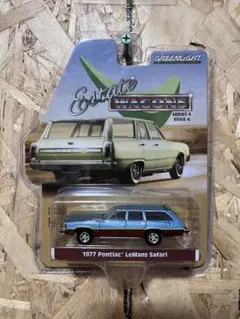 GREENLIGHT
Estate
WAGONS
SERIES 4
SÉRIE 4
1977 Pontiac® LeMans Safari